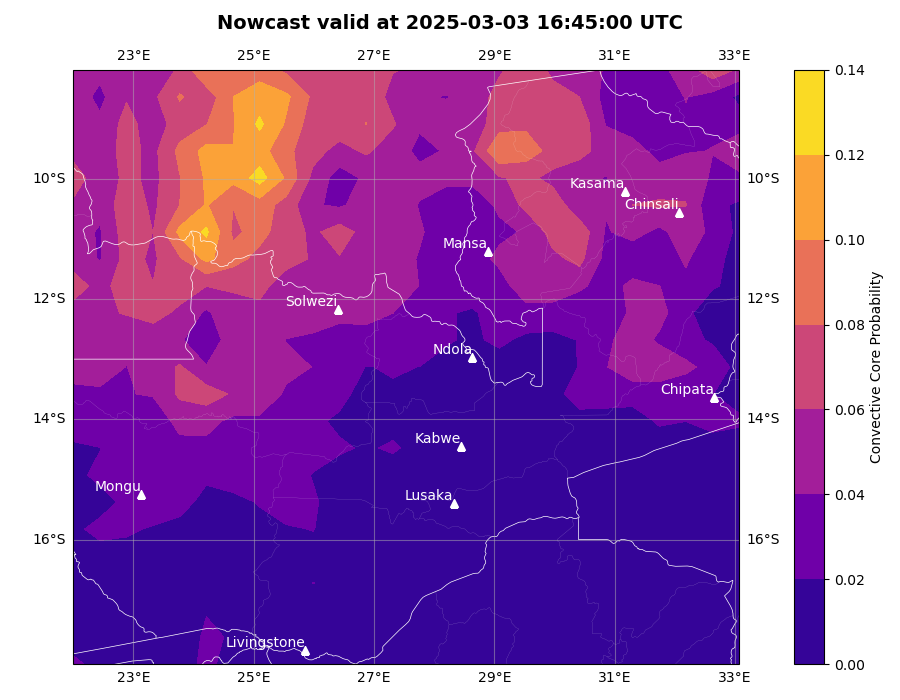 Nowcast valid at 2025-03-03 16:45:00 UTC
23°E 25°E 27°E 29°E 31°E 33°E
0.14
0.12
10°S 10°S
Kasama
Chinsali
0.10
Mansa
12°S 12°S
Solwezi
0.08
Ndola
Chipata
0.06
14°S 14°S
Kabwe
Mongu
Lusaka
0.04
16°S 16°S
0.02
Livingstone
0.00
23°E 25°E 27°E 29°E 31°E 33°E
Convective Core Probability